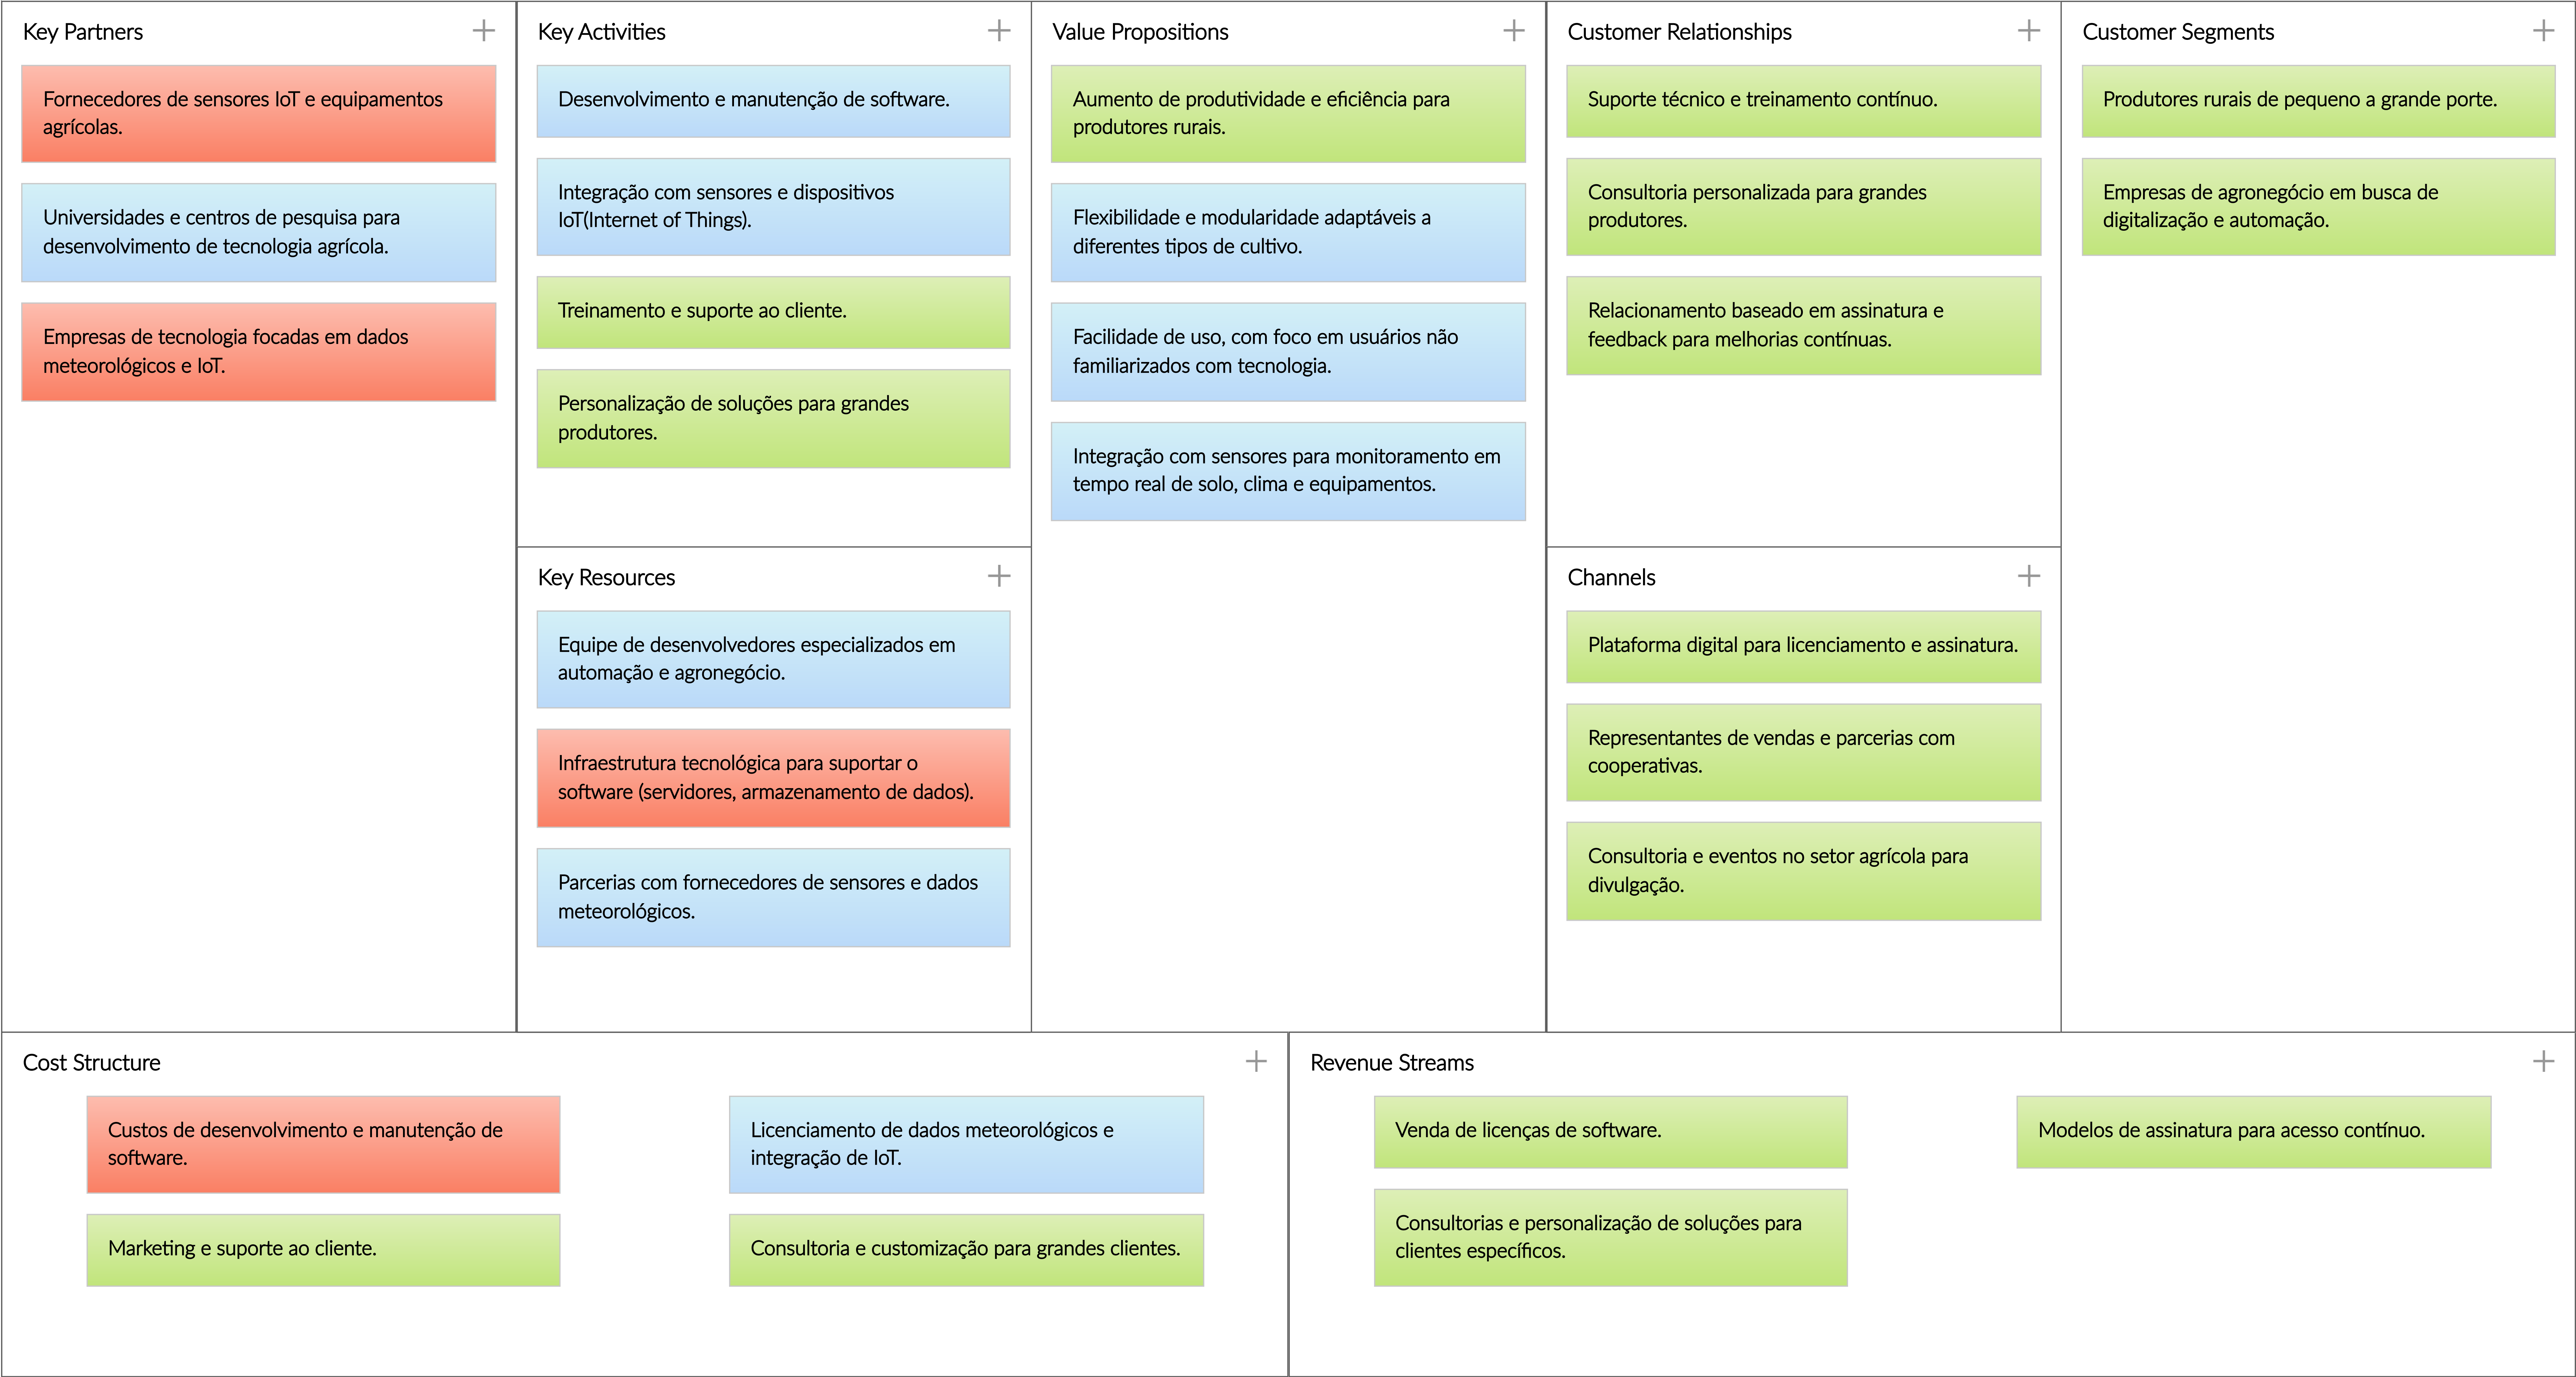 Key Partners
Fornecedores de sensores IoT e equipamentos
agrícolas.
Universidades e centros de pesquisa para
desenvolvimento de tecnologia agrícola.
Empresas de tecnologia focadas em dados
meteorológicos e IoT.
Key Activities
Desenvolvimento e manutenção de software.
Integração com sensores e dispositivos
IoT(Internet of Things).
Treinamento e suporte ao cliente.
Personalização de soluções para grandes
produtores.
Key Resources
Equipe de desenvolvedores especializados em
automação e agronegócio.
Infraestrutura tecnológica para suportar o
software (servidores, armazenamento de dados).
Parcerias com fornecedores de sensores e dados
meteorológicos.
Value Propositions
Aumento de produtividade e eficiência para
produtores rurais.
Flexibilidade e modularidade adaptáveis a
diferentes tipos de cultivo.
Facilidade de uso, com foco em usuários não
familiarizados com tecnologia.
Integração com sensores para monitoramento em
tempo real de solo, clima e equipamentos.
Customer Relationships
Suporte técnico e treinamento contínuo.
Consultoria personalizada para grandes
produtores.
Relacionamento baseado em assinatura e
feedback para melhorias contínuas.
Channels
Plataforma digital para licenciamento e assinatura.
Representantes de vendas e parcerias com
cooperativas.
Consultoria e eventos no setor agrícola para
divulgação.
Customer Segments
Produtores rurais de pequeno a grande porte.
Empresas de agronegócio em busca de
digitalização e automação.
Cost Structure
Custos de desenvolvimento e manutenção de
software.
Licenciamento de dados meteorológicos e
integração de IoT.
Marketing e suporte ao cliente.
Consultoria e customização para grandes clientes.
Revenue Streams
Venda de licenças de software.
Modelos de assinatura para acesso contínuo.
Consultorias e personalização de soluções para
clientes específicos.